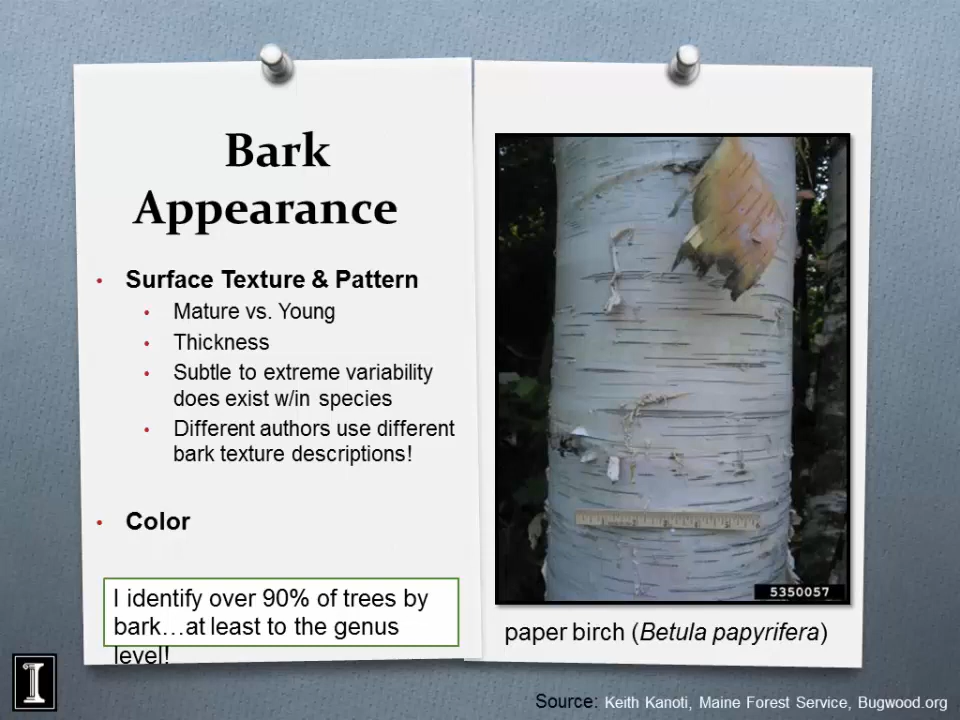 Bark
Appearance
• Surface Texture & Pattern
• Mature vs. Young
• Thickness
• Subtle to extreme variability
does exist w/in species
• Different authors use different
bark texture descriptions!
• Color
I identify over 90% of trees by
bark…at least to the genus
level!
5350057
paper birch (Betula papyrifera)
I
Source: Keith Kanoti, Maine Forest Service, Bugwood.org